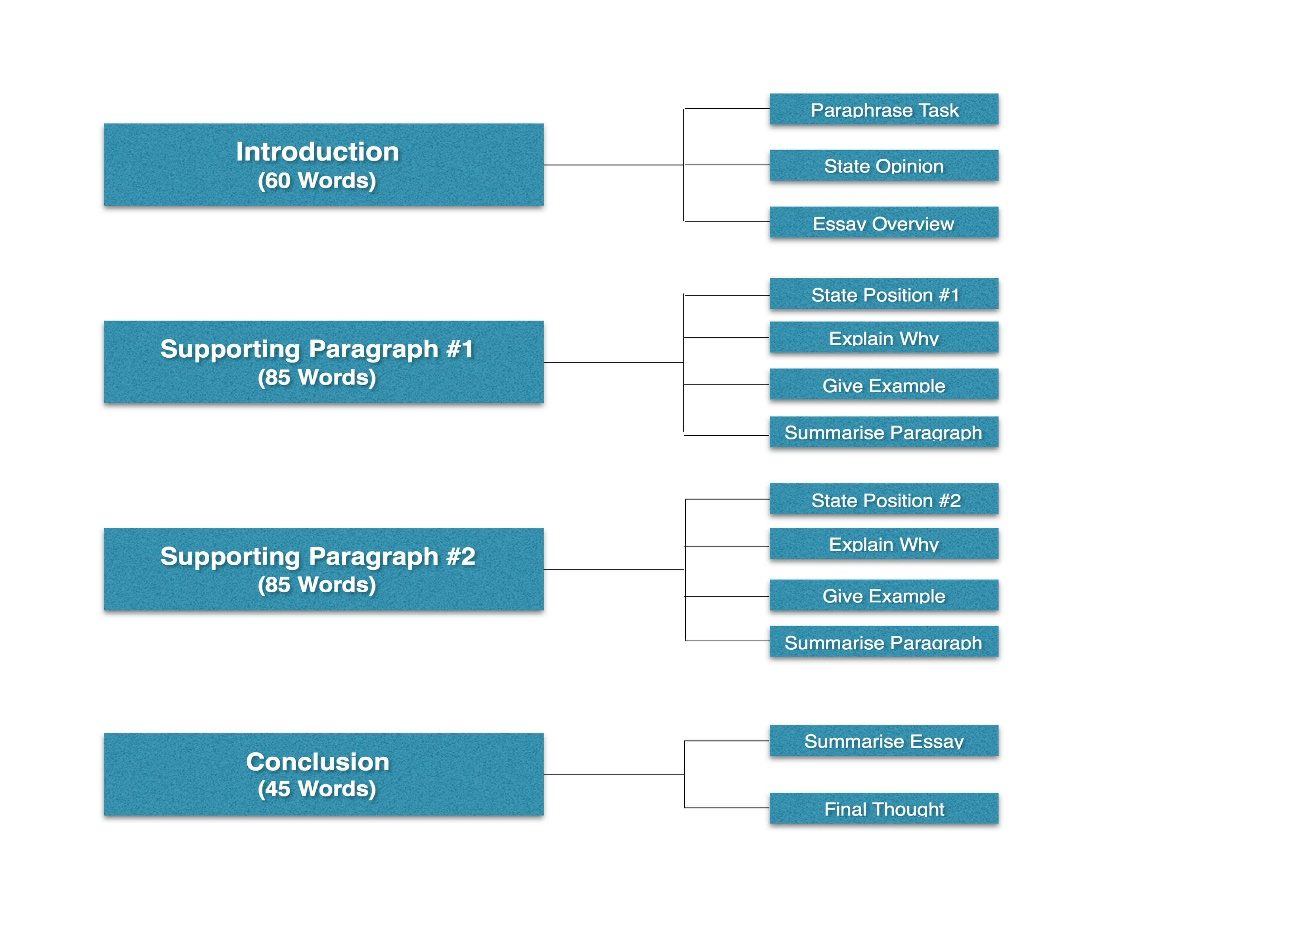 Introduction
(60 Words)
Paraphrase Task
State Opinion
Essay Overview
Supporting Paragraph #1
(85 Words)
State Position #1
Explain Why
Give Example
Summarise Paragraph
Supporting Paragraph #2
(85 Words)
State Position #2
Explain Why
Give Example
Summarise Paragraph
Conclusion
(45 Words)
Summarise Essay
Final Thought